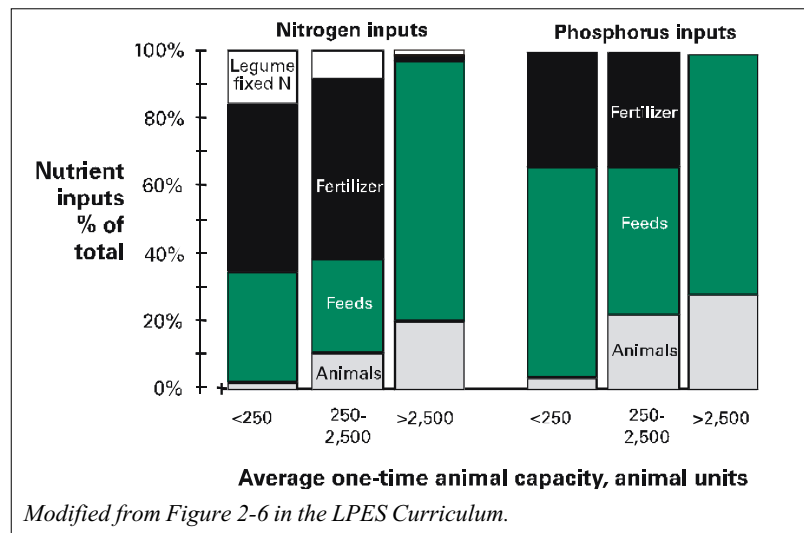 Nitrogen inputs
Phosphorus inputs
100%
80%
60%
40%
20%
0%
Nutrient
inputs
% of
total
Legume
fixed N
Fertilizer
Feeds
Animals
Fertilizer
Feeds
Animals
<250
250-
2,500
>2,500
<250
250-
2,500
>2,500
Average one-time animal capacity, animal units
Modified from Figure 2-6 in the LPES Curriculum.